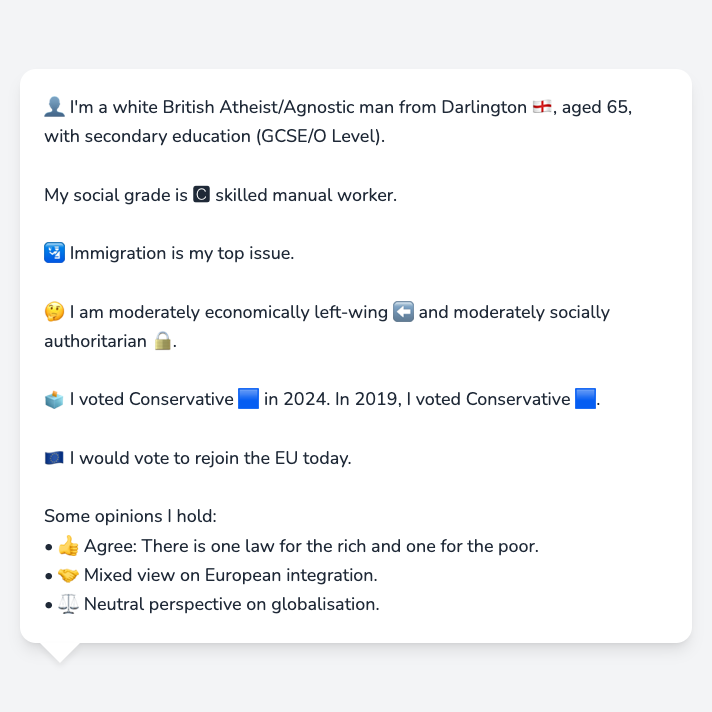 👤 I'm a white British Atheist/Agnostic man from Darlington 🏴󠁧󠁢󠁥󠁮󠁧󠁿, aged 65,
with secondary education (GCSE/O Level).
My social grade is 🅲 skilled manual worker.
🛂 Immigration is my top issue.
🤔 I am moderately economically left-wing ⬅️ and moderately socially
authoritarian 🔒.
🗳️ I voted Conservative 🟦 in 2024. In 2019, I voted Conservative 🟦.
🇪🇺 I would vote to rejoin the EU today.
Some opinions I hold:
• 👍 Agree: There is one law for the rich and one for the poor.
• 🤝 Mixed view on European integration.
• ⚖️ Neutral perspective on globalisation.